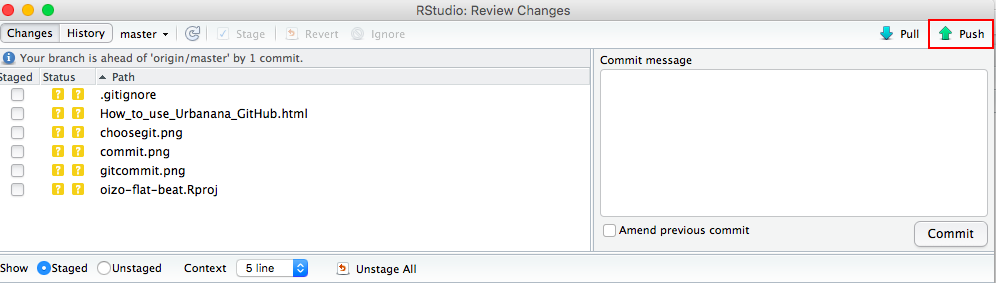 RStudio: Review Changes
Changes History master Stage Revert Ignore Pull Push
Your branch is ahead of 'origin/master' by 1 commit.
Staged Status Path
.gitignore
How_to_use_Urbanana_GitHub.html
choosegit.png
commit.png
gitcommit.png
oizo-flat-beat.Rproj
Commit message
Amend previous commit Commit
Show Staged Unstaged Context 5 line Unstage All